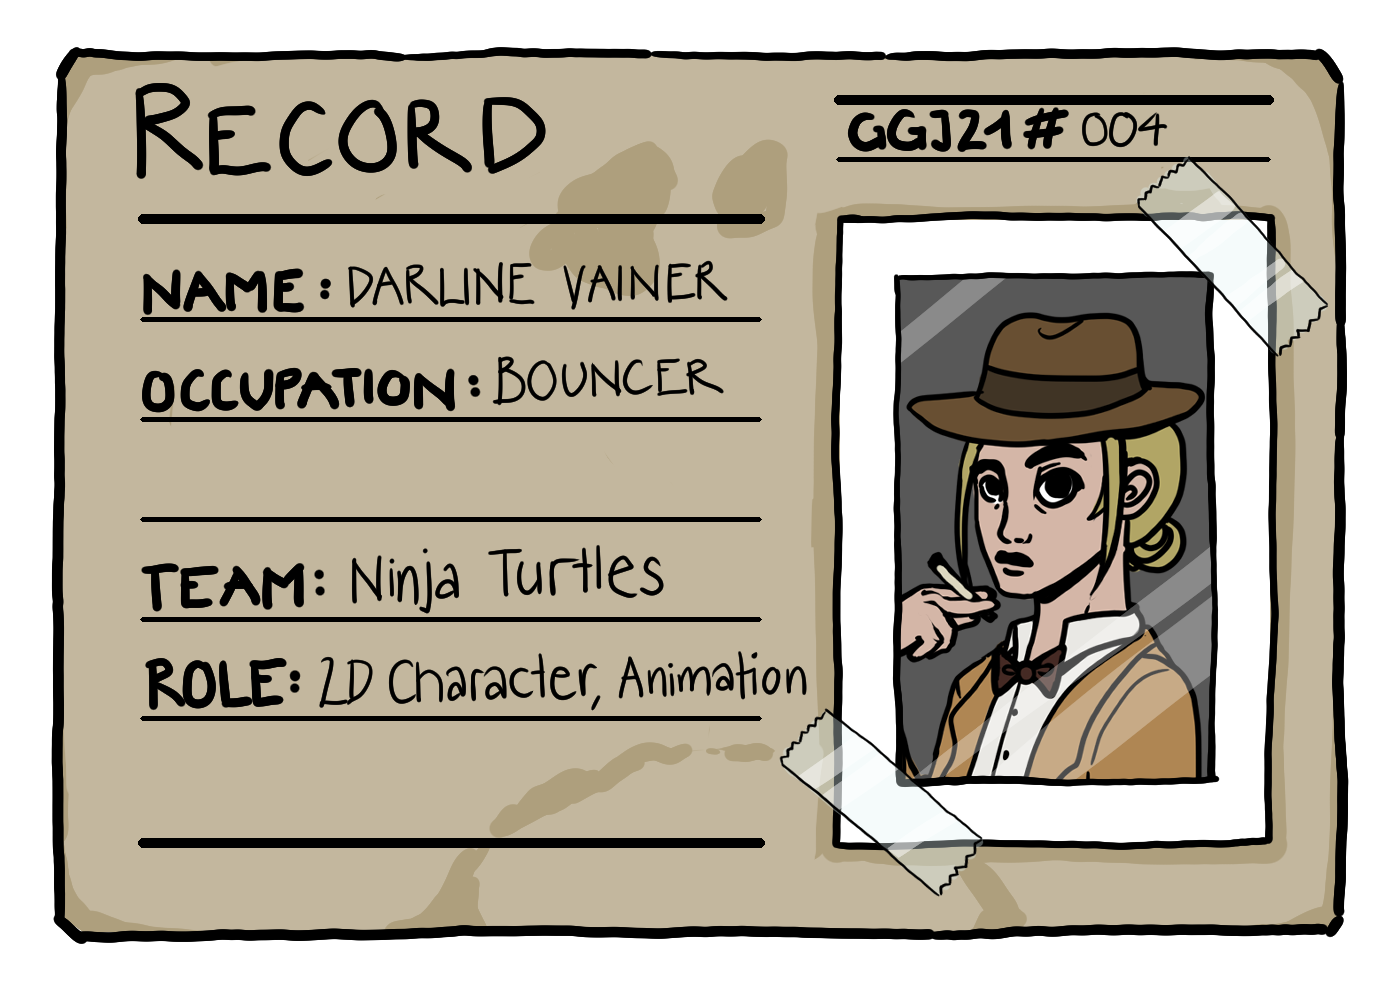 RECORD
GGJ21# 004
NAME: DARLINE VAINER
OCCUPATION: BOUNCER
TEAM: Ninja Turtles
ROLE: 2D Character, Animation